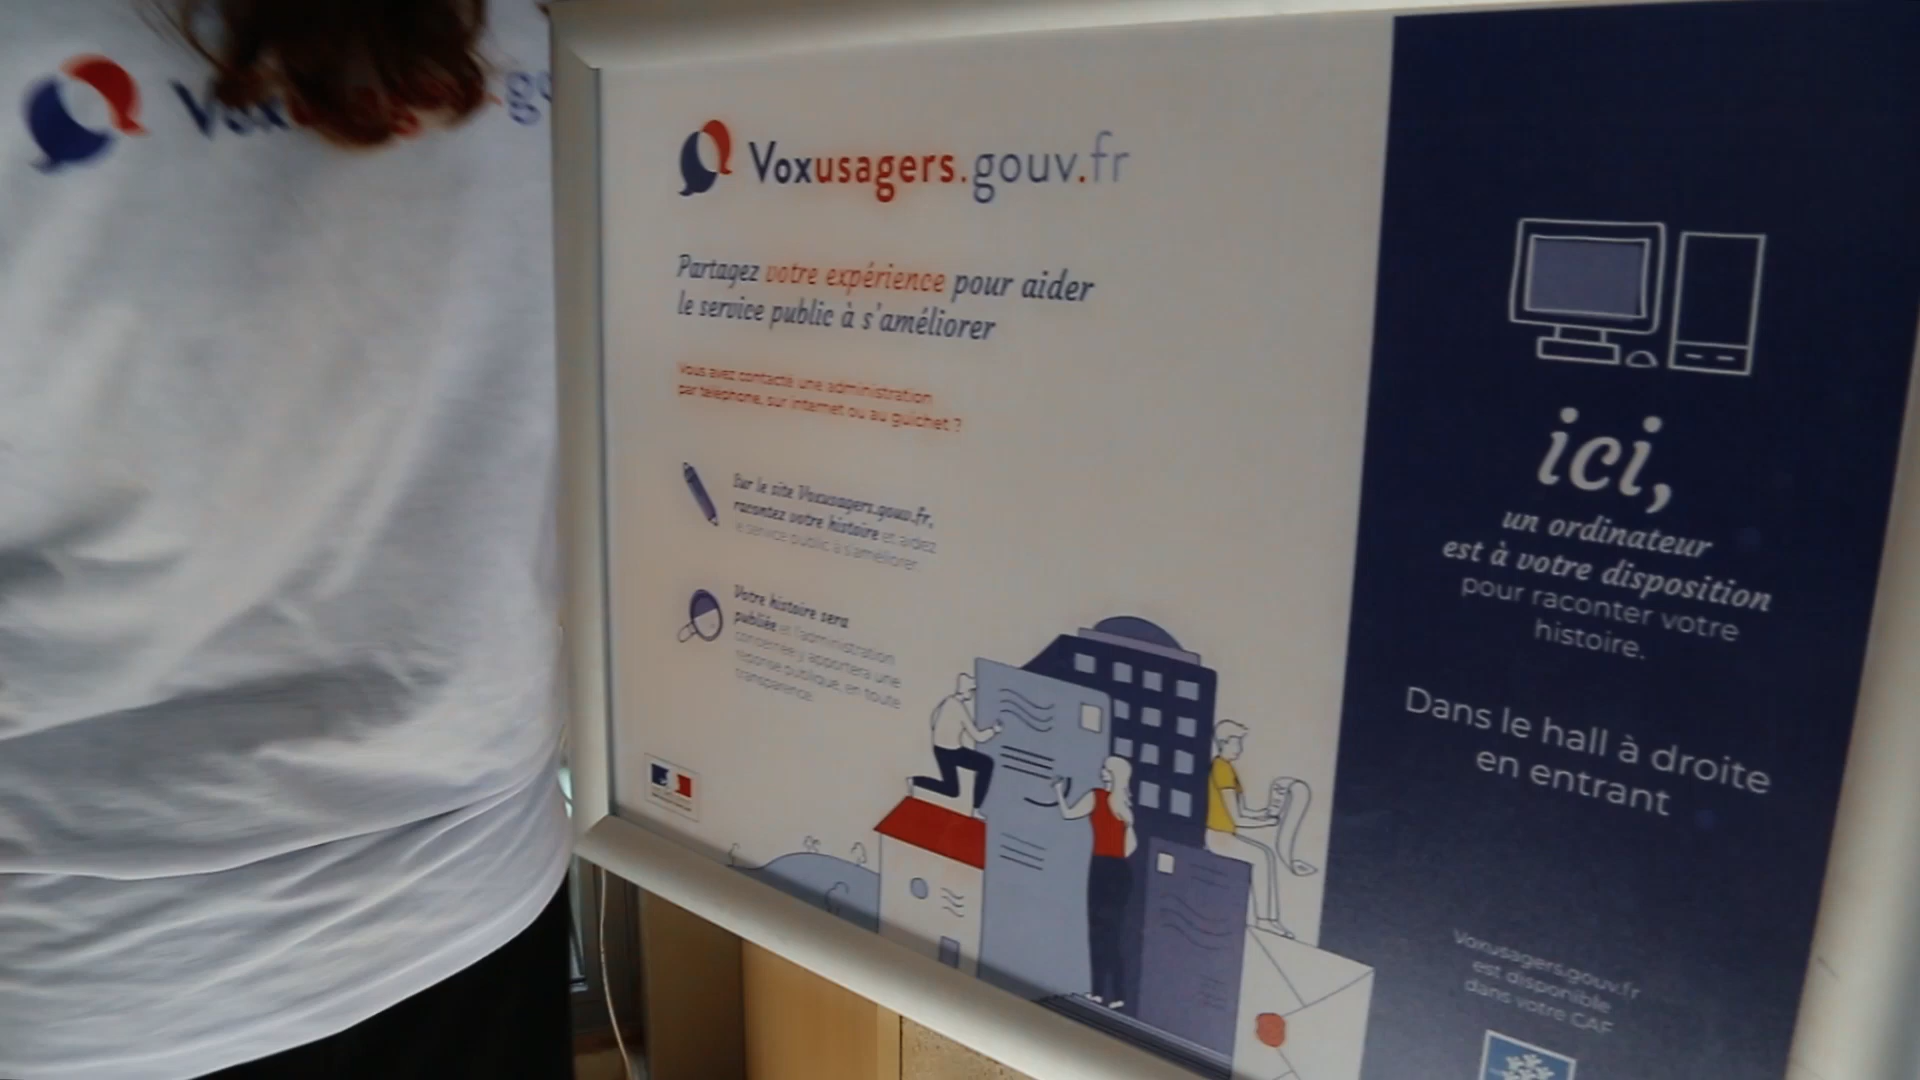 Vox
.go
Voxusagers.gouv.fr
Partagez votre expérience pour aider
le service public à s'améliorer
Vous avez contacté une administration
par téléphone, sur internet ou au guichet ?
Sur le site Voxusagers.gouv.fr,
racontez votre histoire et aidez
le service public à s'améliorer
Votre histoire sera
publiée et l'administration
concernée y apportera une
réponse publique, en toute
transparence.
ici,
un ordinateur
est à votre disposition
pour raconter votre
histoire.
Dans le hall à droite
en entrant
Voxusagers.gouv.fr
est disponible
dans votre CAF